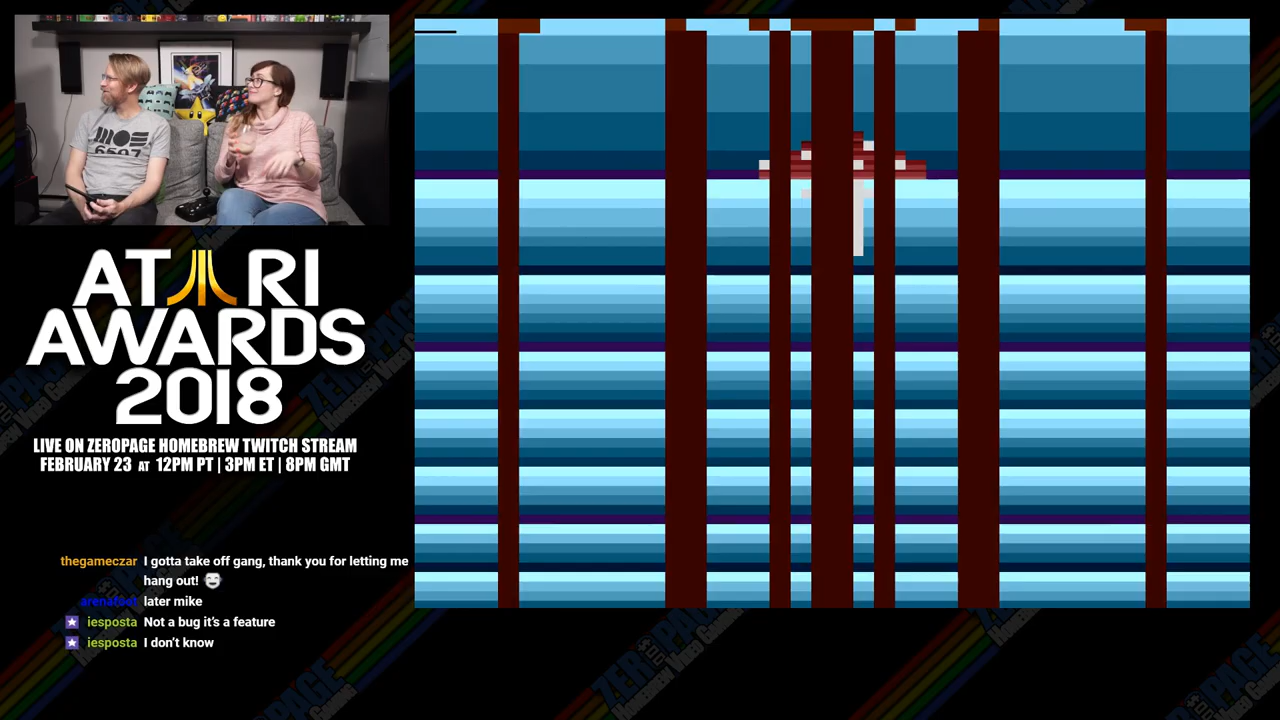 6507
ATARI
AWARDS
2018
LIVE ON ZEROPAGE HOMEBREW TWITCH STREAM
FEBRUARY 23 AT 12PM PT | 3PM ET | 8PM GMT
thegameczar I gotta take off gang, thank you for letting me
hang out!
arenafoot later mike
iesposta Not a bug it's a feature
iesposta I don't know